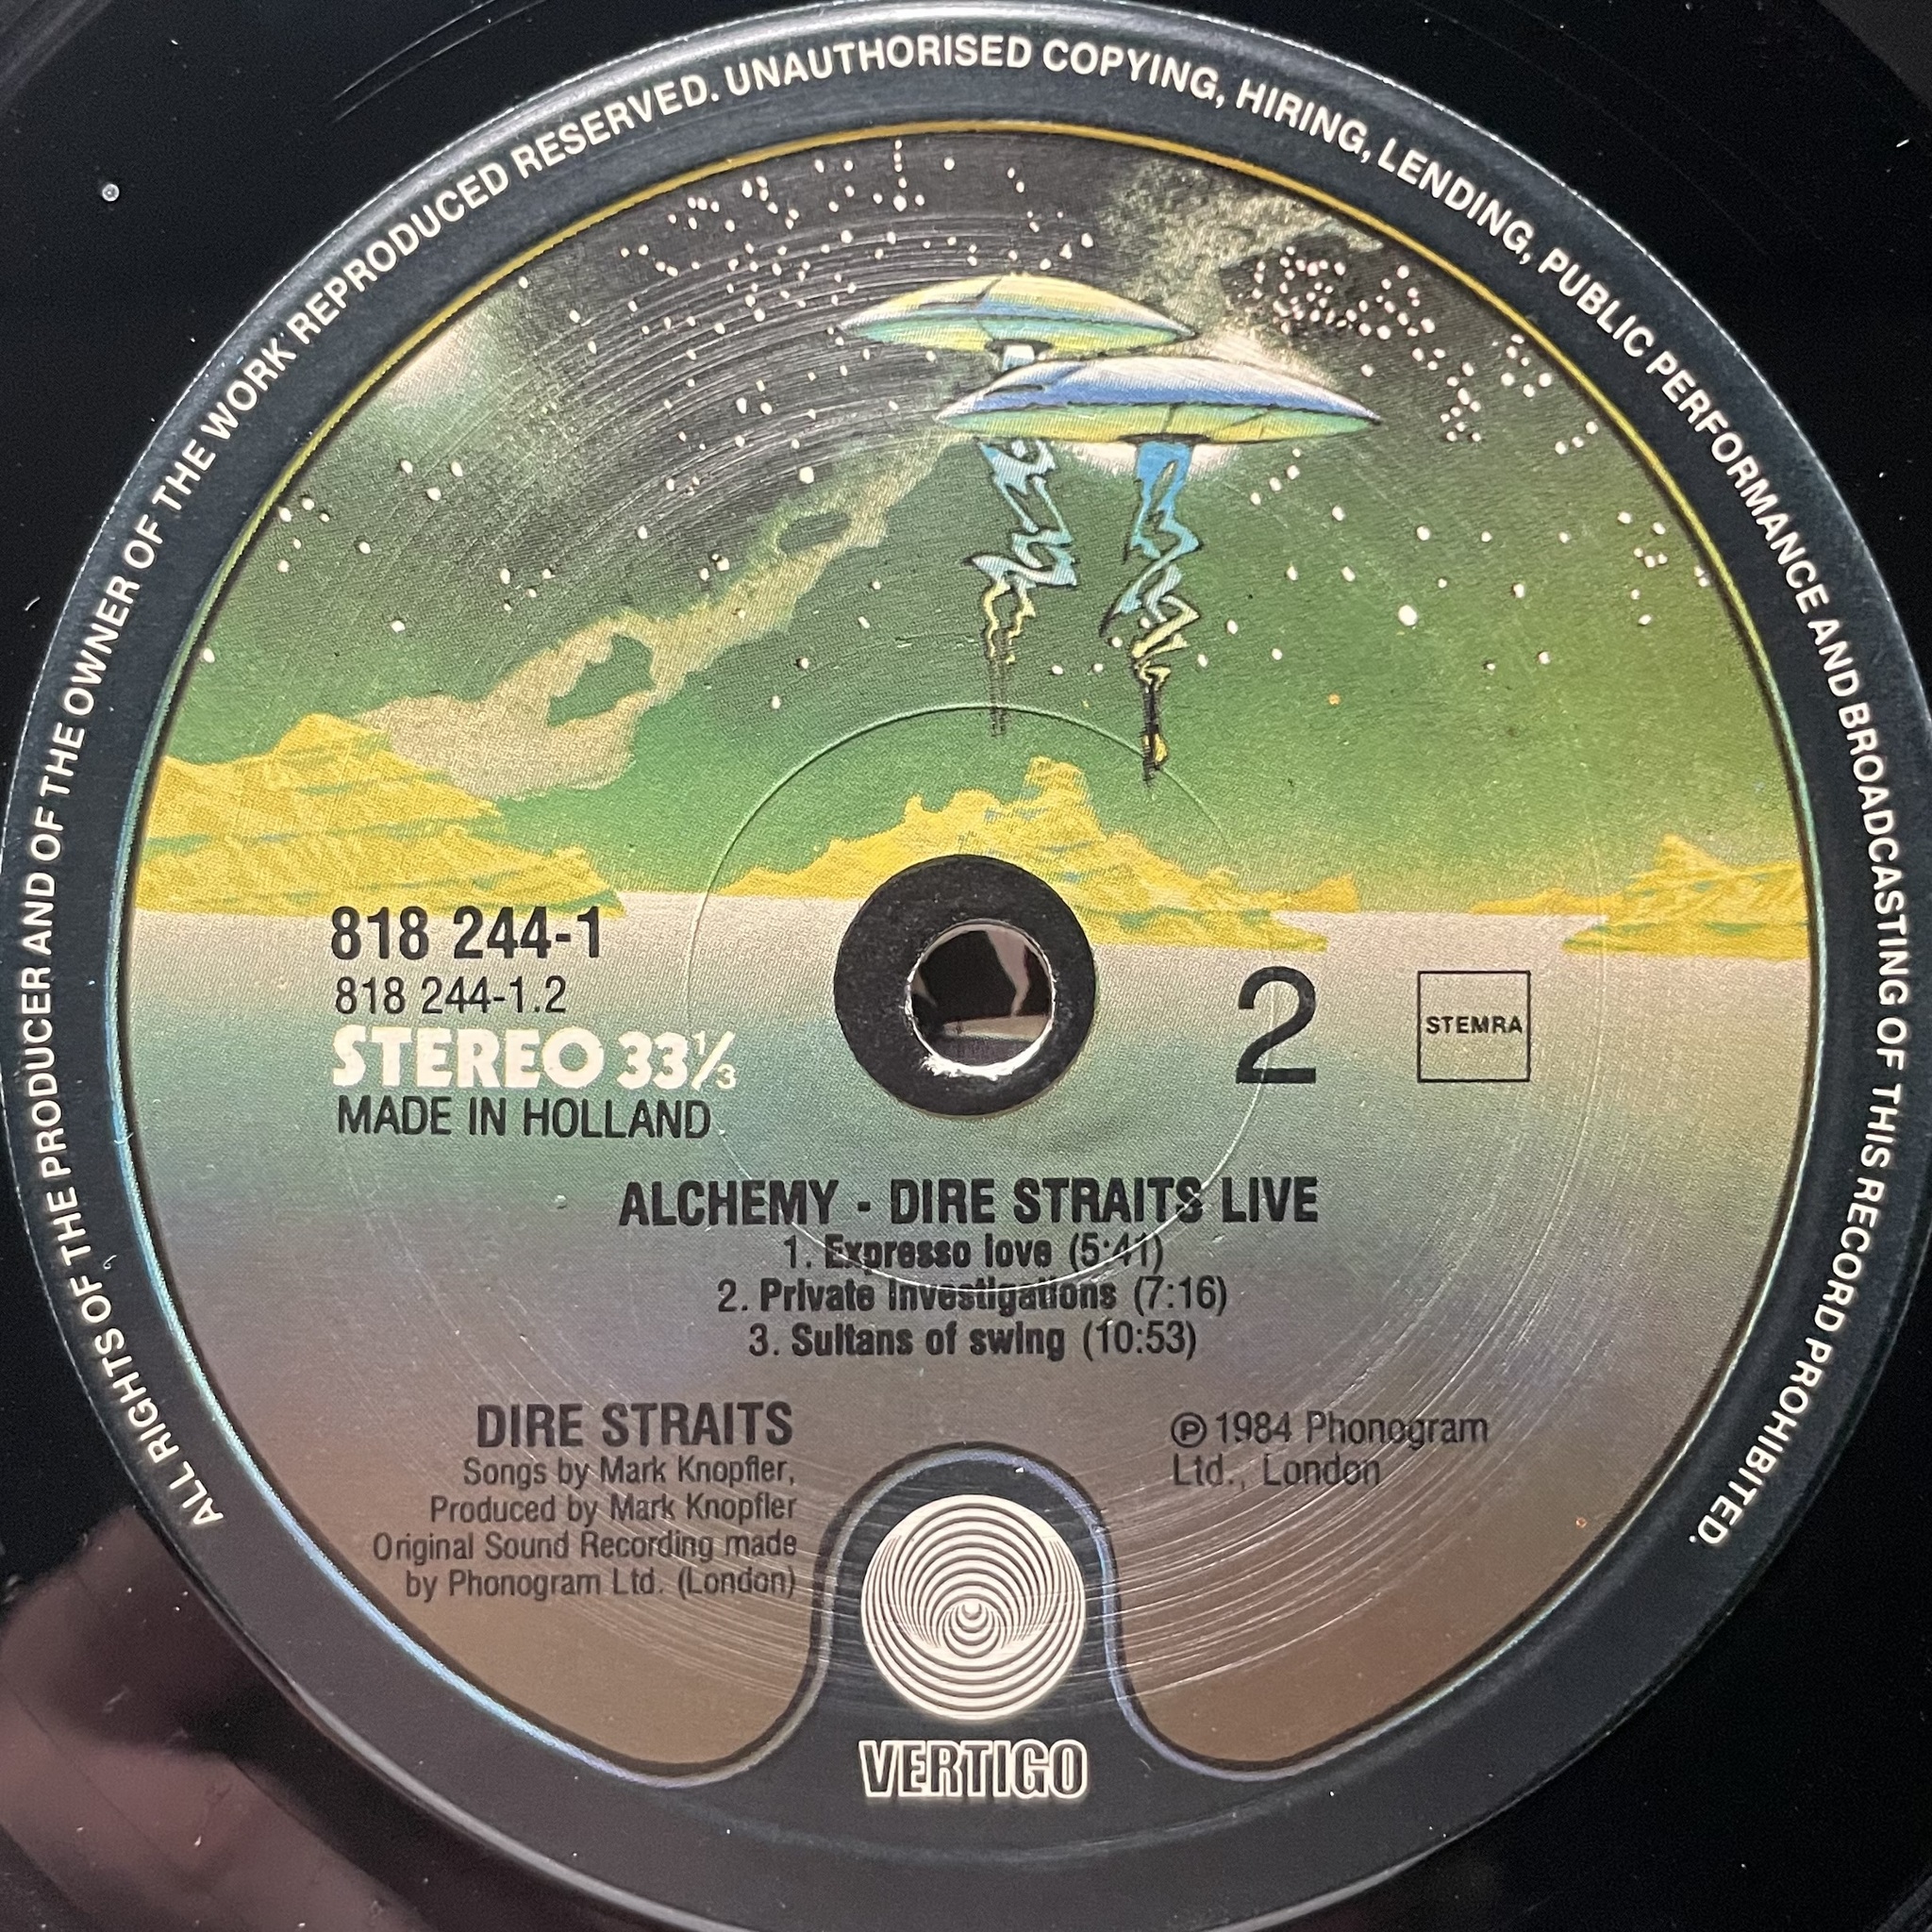 ALL RIGHTS OF THE PRODUCER AND OF THE OWNER OF THE WORK REPRODUCED RESERVED. UNAUTHORISED COPYING, HIRING, LENDING, PUBLIC PERFORMANCE AND BROADCASTING OF THIS RECORD PROHIBITED.
818 244-1
818 244-1.2
STEREO 33⅓
MADE IN HOLLAND
2
STEMRA
ALCHEMY - DIRE STRAITS LIVE
1. Expresso love (5:41)
2. Private investigations (7:16)
3. Sultans of swing (10:53)
DIRE STRAITS
Songs by Mark Knopfler,
Produced by Mark Knopfler
Original Sound Recording made
by Phonogram Ltd. (London)
℗ 1984 Phonogram
Ltd., London
VERTIGO